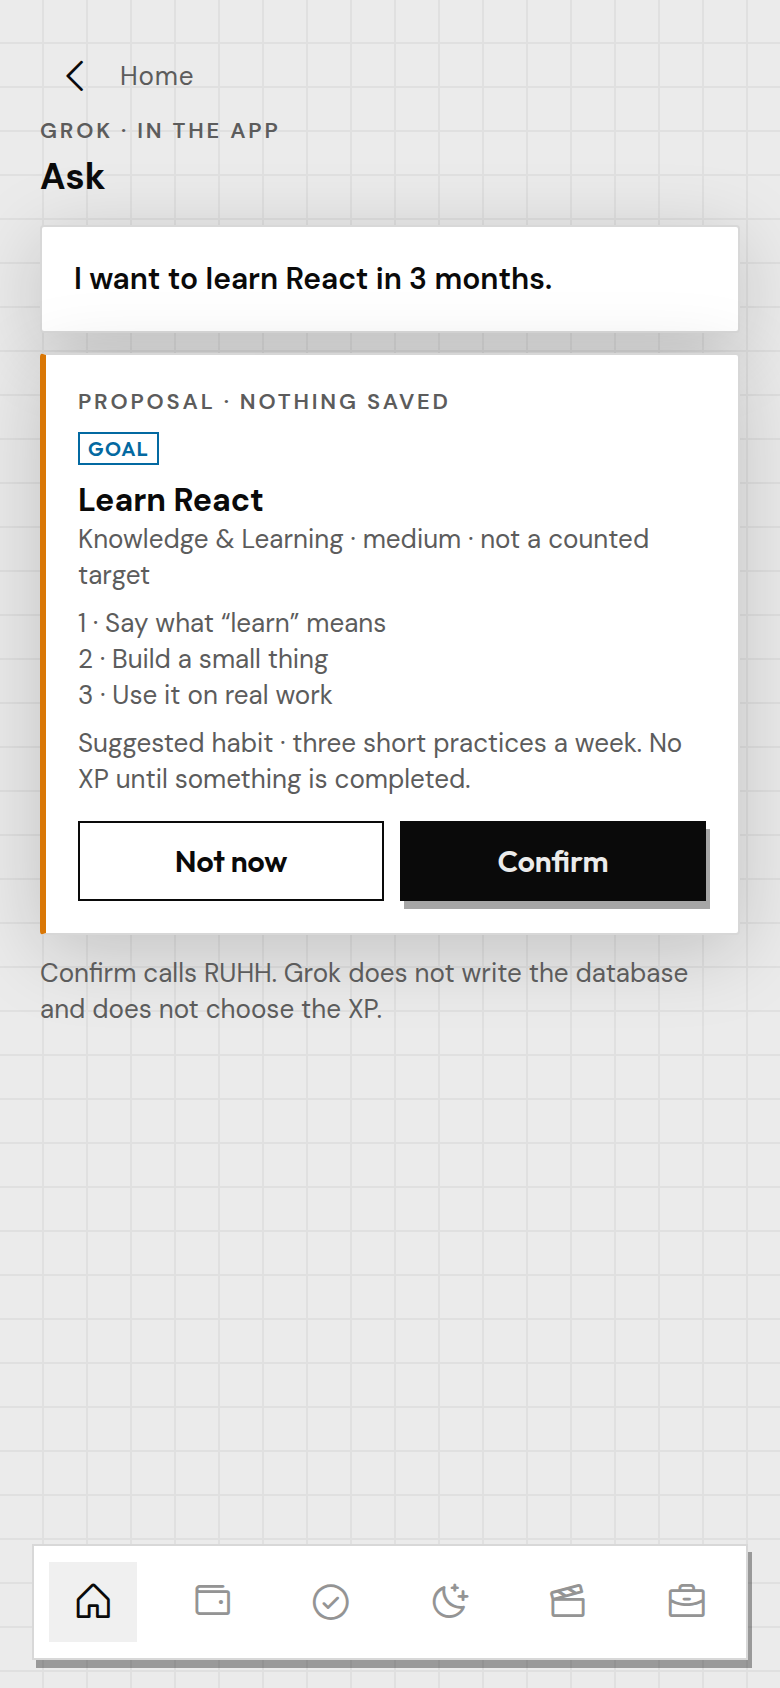 Home
GROK · IN THE APP
Ask
I want to learn React in 3 months.
PROPOSAL · NOTHING SAVED
GOAL
Learn React
Knowledge & Learning · medium · not a counted
target
1 · Say what “learn” means
2 · Build a small thing
3 · Use it on real work
Suggested habit · three short practices a week. No
XP until something is completed.
Not now
Confirm
Confirm calls RUHH. Grok does not write the database
and does not choose the XP.